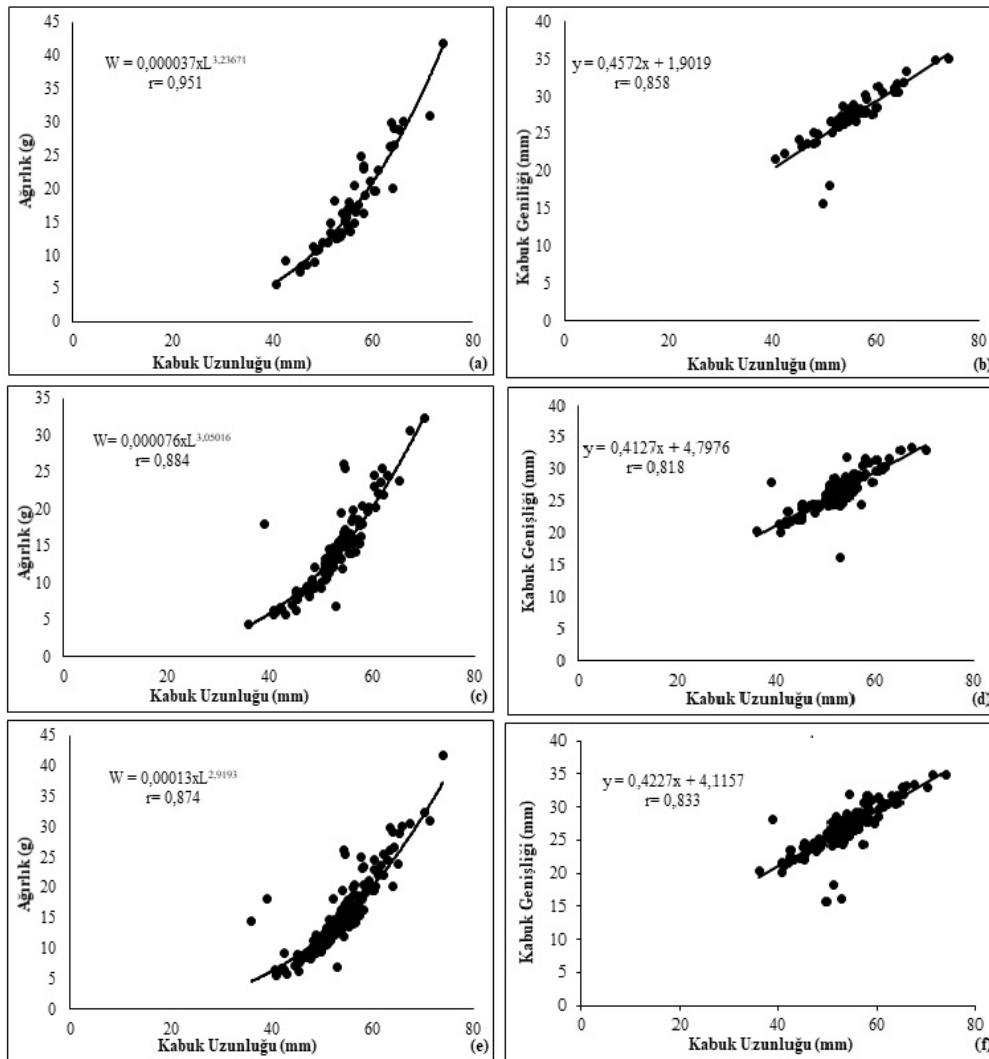 45
40
35
30
25
20
15
10
5
0
W = 0,000037xL^3,23671
r= 0,951
Ağırlık (g)
0 20 40 60 80
Kabuk Uzunluğu (mm) (a)
40
35
30
25
20
15
10
5
0
y = 0,4572x + 1,9019
r= 0,858
Kabuk Geniliği (mm)
0 20 40 60 80
Kabuk Uzunluğu (mm) (b)
35
30
25
20
15
10
5
0
W= 0,000076xL^3,05016
r= 0,884
Ağırlık (g)
0 20 40 60 80
Kabuk Uzunluğu (mm) (c)
40
35
30
25
20
15
10
5
0
y = 0,4127x + 4,7976
r= 0,818
Kabuk Genişliği (mm)
0 20 40 60 80
Kabuk Uzunluğu (mm) (d)
45
40
35
30
25
20
15
10
5
0
W = 0,00013xL^2,9193
r= 0,874
Ağırlık (g)
0 20 40 60 80
Kabuk Uzunluğu (mm) (e)
40
35
30
25
20
15
10
5
0
y = 0,4227x + 4,1157
r= 0,833
Kabuk Genişliği (mm)
0 20 40 60 80
Kabuk Uzunluğu (mm) (f)